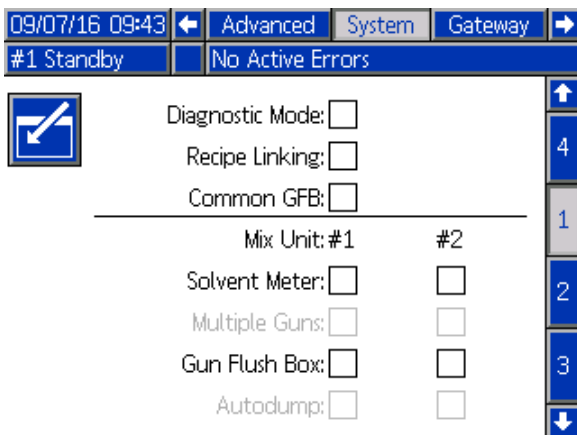 09/07/16 09:43 Advanced System Gateway
#1 Standby No Active Errors
Diagnostic Mode:
4
Recipe Linking:
Common GFB:
1
Mix Unit: #1 #2
Solvent Meter:
2
Multiple Guns:
Gun Flush Box:
3
Autodump: